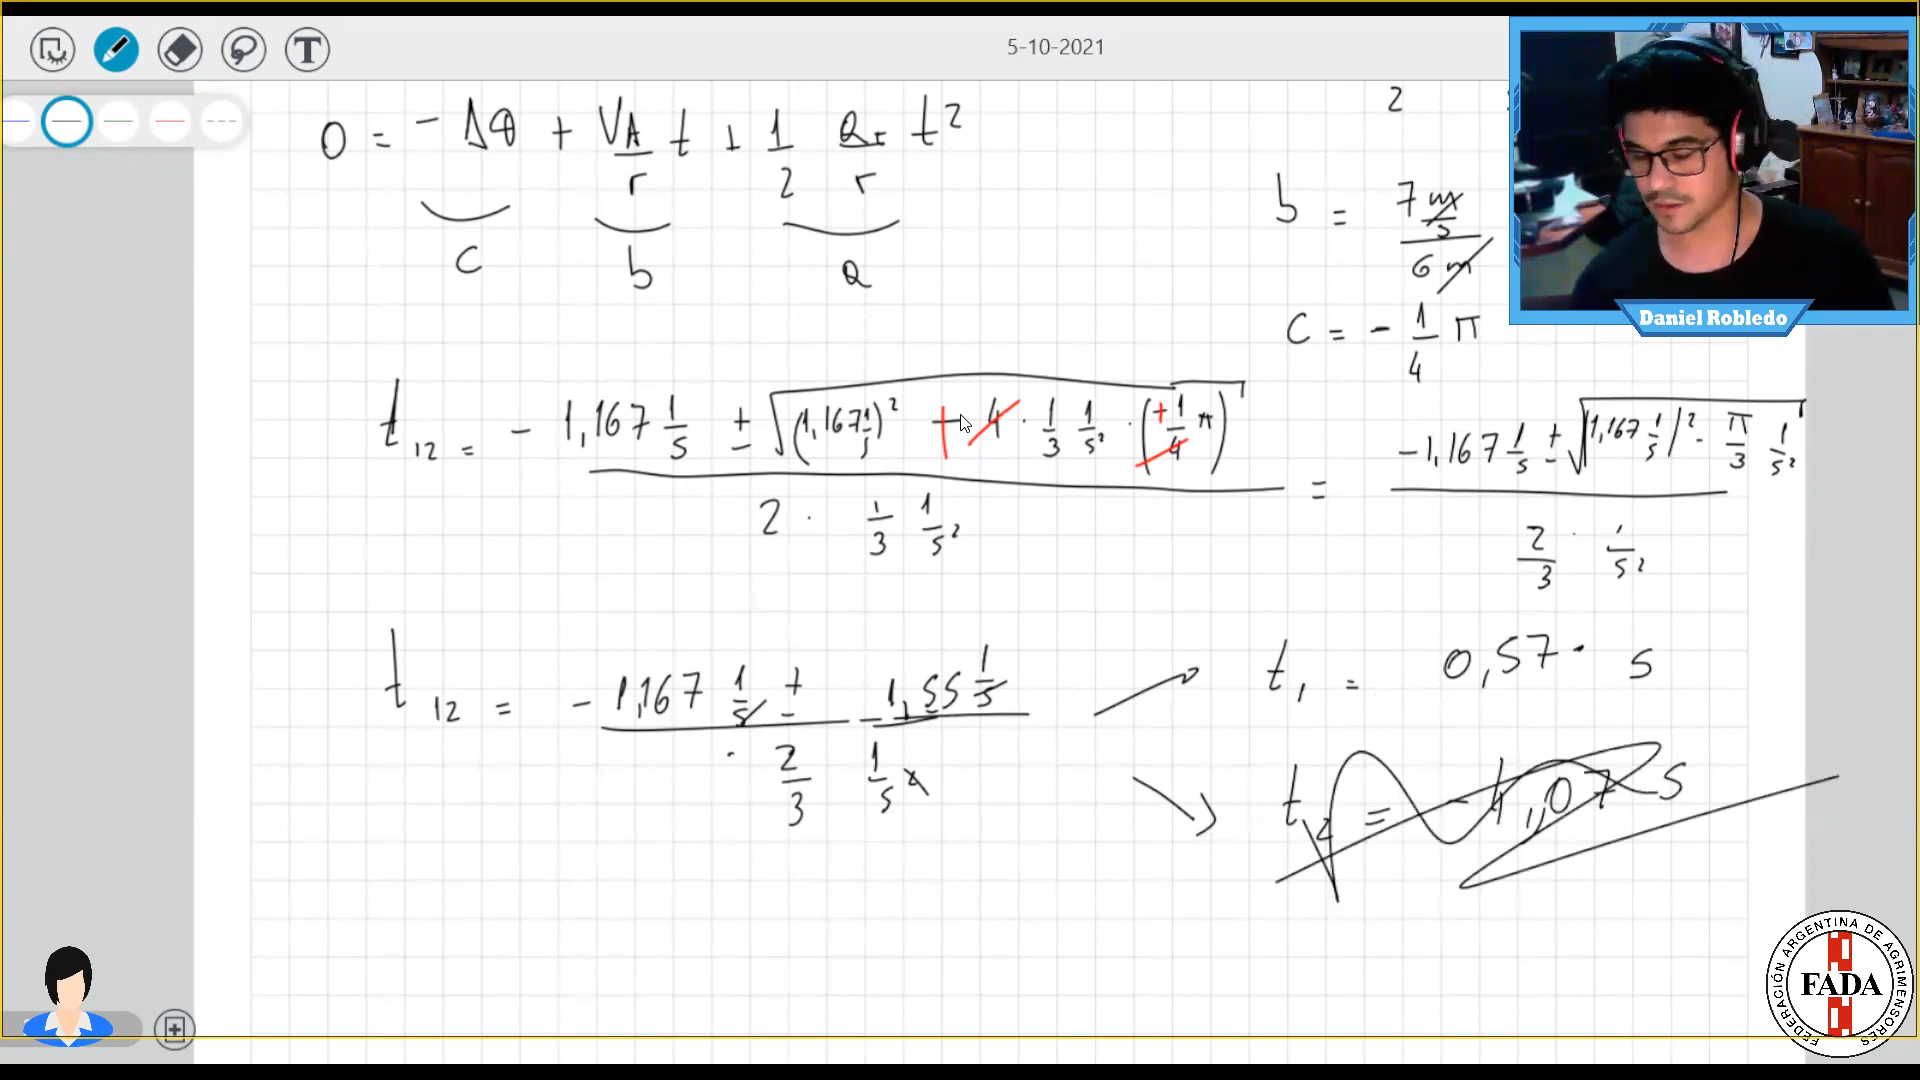 5-10-2021
0 = - Δθ + VA/r t + 1/2 at/r t²
c b a
2
b = 7 m/s / 6 m
c = - 1/4 π
t12 = - 1,167 1/s ± √((1,167 1/s)² + 4 · 1/3 1/s² · (+1/4 π)) / 2 · 1/3 1/s² = -1,167 1/s ± √(1,167 1/s)² - π/3 1/s² / 2/3 · 1/s²
t12 = - 1,167 1/s ± 1,55 1/s / 2/3 1/s²
t1 = 0,57 s
t2 = - 4,07 s
Daniel Robledo
FEDERACIÓN ARGENTINA DE AGRIMENSORES
FADA